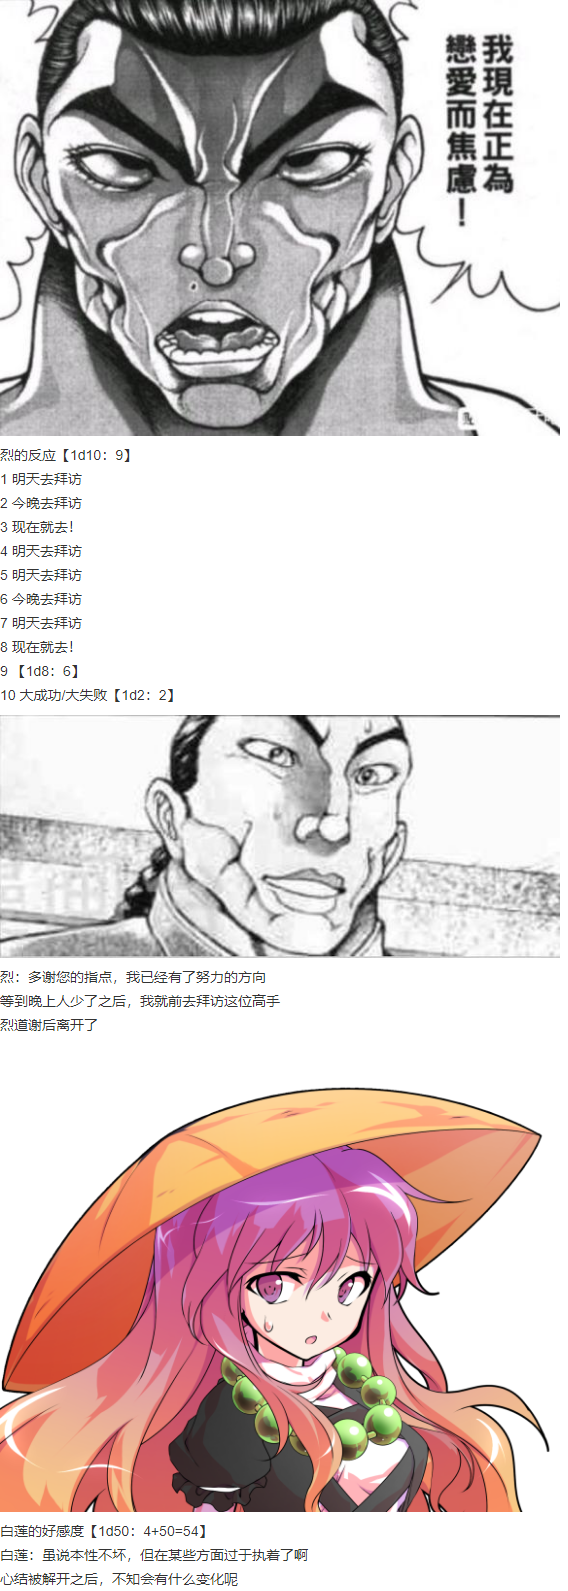 我現在正為
戀愛而焦慮！
烈的反应【1d10：9】
1 明天去拜访
2 今晚去拜访
3 现在就去！
4 明天去拜访
5 明天去拜访
6 今晚去拜访
7 明天去拜访
8 现在就去！
9 【1d8：6】
10 大成功/大失败【1d2：2】
烈：多谢您的指点，我已经有了努力的方向
等到晚上人少了之后，我就前去拜访这位高手
烈道谢后离开了
白莲的好感度【1d50：4+50=54】
白莲：虽说本性不坏，但在某些方面过于执着了啊
心结被解开之后，不知会有什么变化呢